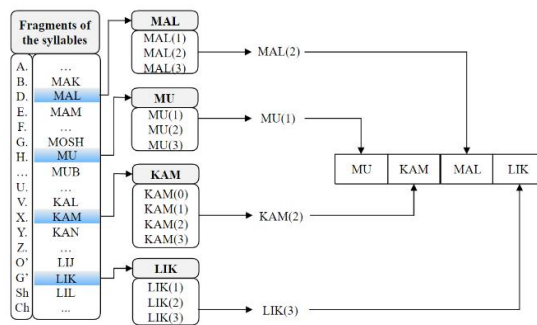 Fragments of
the syllables
A. …
B. MAK
D. MAL
E. MAM
F. …
G. MOSH
H. MU
… MUB
U. …
V. KAL
X. KAM
Y. KAN
Z. …
O’ LIJ
G’ LIK
Sh LIL
Ch ...
MAL
MAL(1)
MAL(2)
MAL(3)
MU
MU(1)
MU(2)
MU(3)
KAM
KAM(0)
KAM(1)
KAM(2)
KAM(3)
LIK
LIK(1)
LIK(2)
LIK(3)
MAL(2)
MU(1)
KAM(2)
LIK(3)
MU KAM MAL LIK